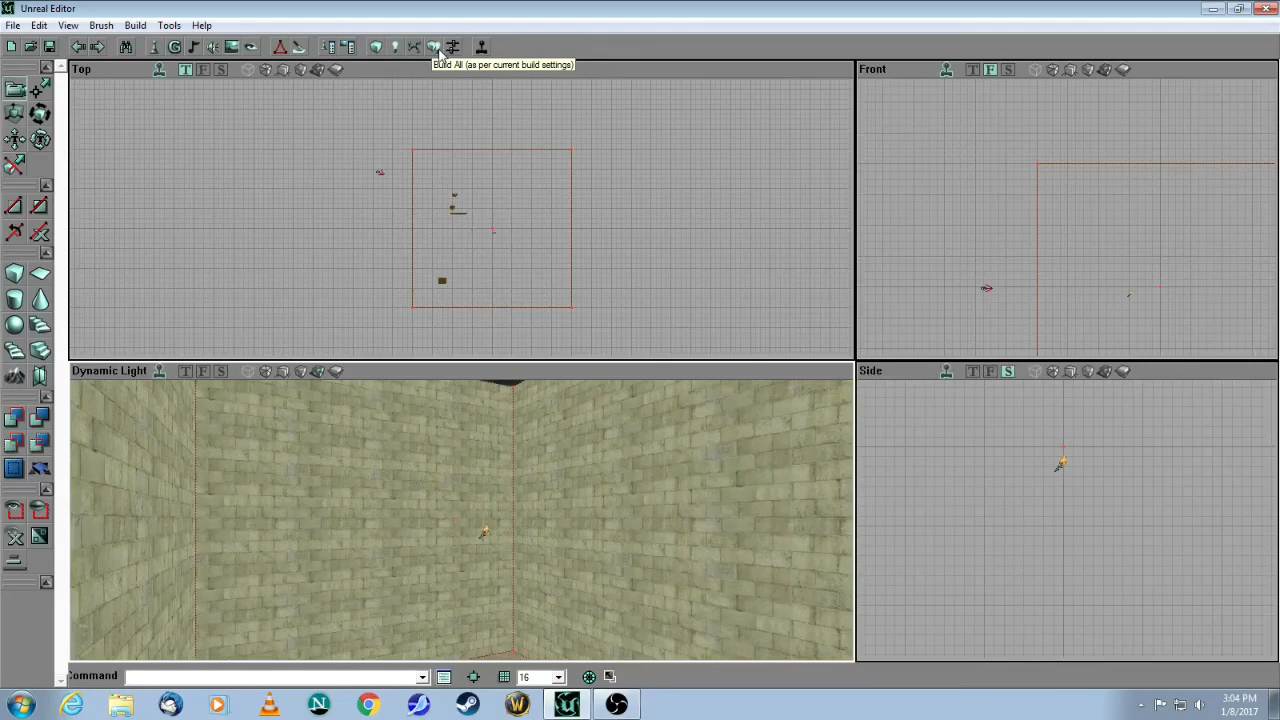 Unreal Editor
File Edit View Brush Build Tools Help
Build All (as per current build settings)
Top T F S
Front T F S
Dynamic Light T F S
Side T F S
Command
16
3:04 PM
1/8/2017